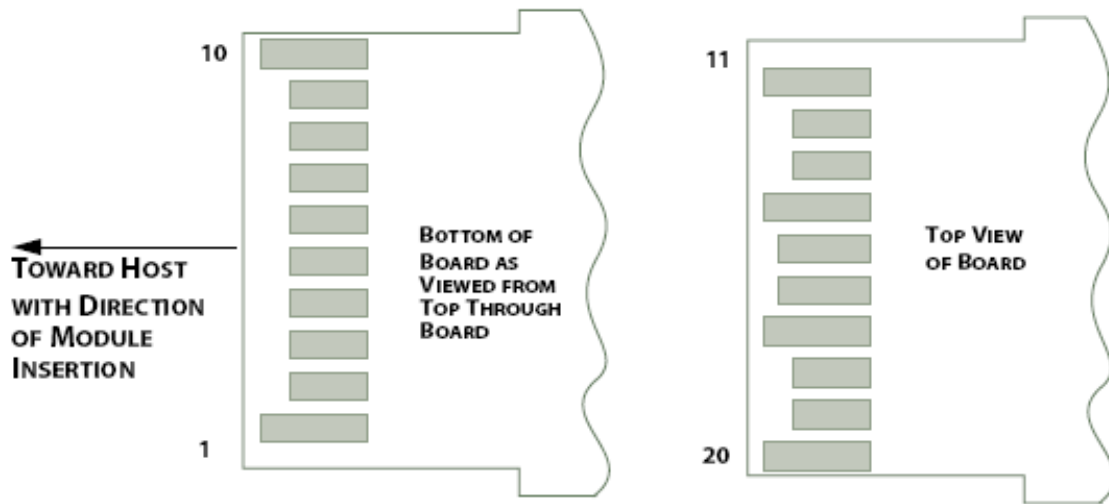 10
1
TOWARD HOST
WITH DIRECTION
OF MODULE
INSERTION
BOTTOM OF
BOARD AS
VIEWED FROM
TOP THROUGH
BOARD
11
20
TOP VIEW
OF BOARD